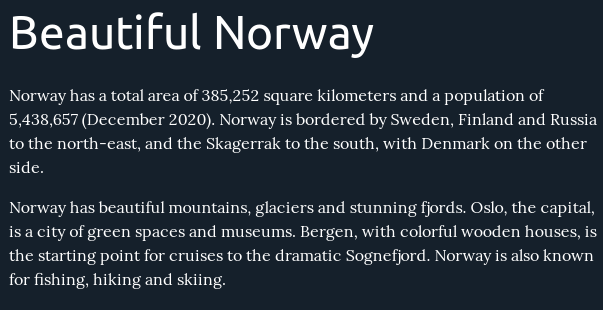 Beautiful Norway
Norway has a total area of 385,252 square kilometers and a population of
5,438,657 (December 2020). Norway is bordered by Sweden, Finland and Russia
to the north-east, and the Skagerrak to the south, with Denmark on the other
side.
Norway has beautiful mountains, glaciers and stunning fjords. Oslo, the capital,
is a city of green spaces and museums. Bergen, with colorful wooden houses, is
the starting point for cruises to the dramatic Sognefjord. Norway is also known
for fishing, hiking and skiing.